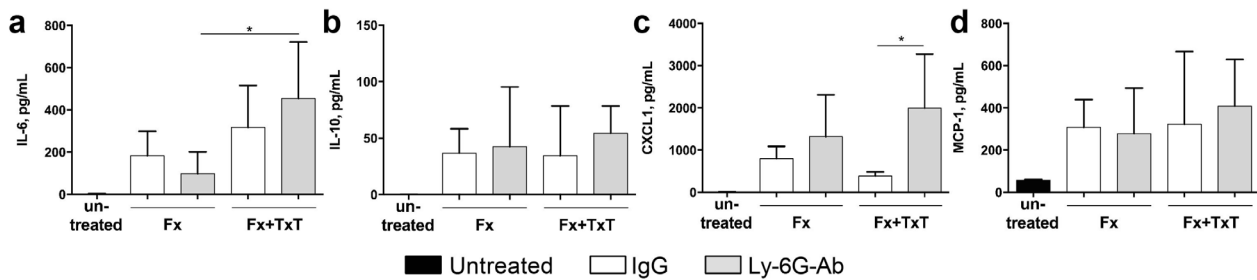 a
IL-6, pg/mL
800
600
400
200
0
*
un-
treated
Fx
Fx+TxT
b
IL-10, pg/mL
150
100
50
0
un-
treated
Fx
Fx+TxT
c
CXCL1, pg/mL
4000
3000
2000
1000
0
*
un-
treated
Fx
Fx+TxT
d
MCP-1, pg/mL
800
600
400
200
0
un-
treated
Fx
Fx+TxT
Untreated
IgG
Ly-6G-Ab